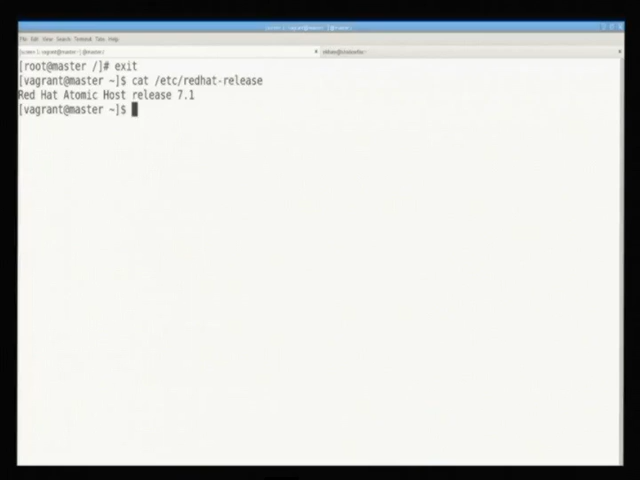 File Edit View Search Terminal Tabs Help
[root@master /]# exit
[vagrant@master ~]$ cat /etc/redhat-release
Red Hat Atomic Host release 7.1
[vagrant@master ~]$